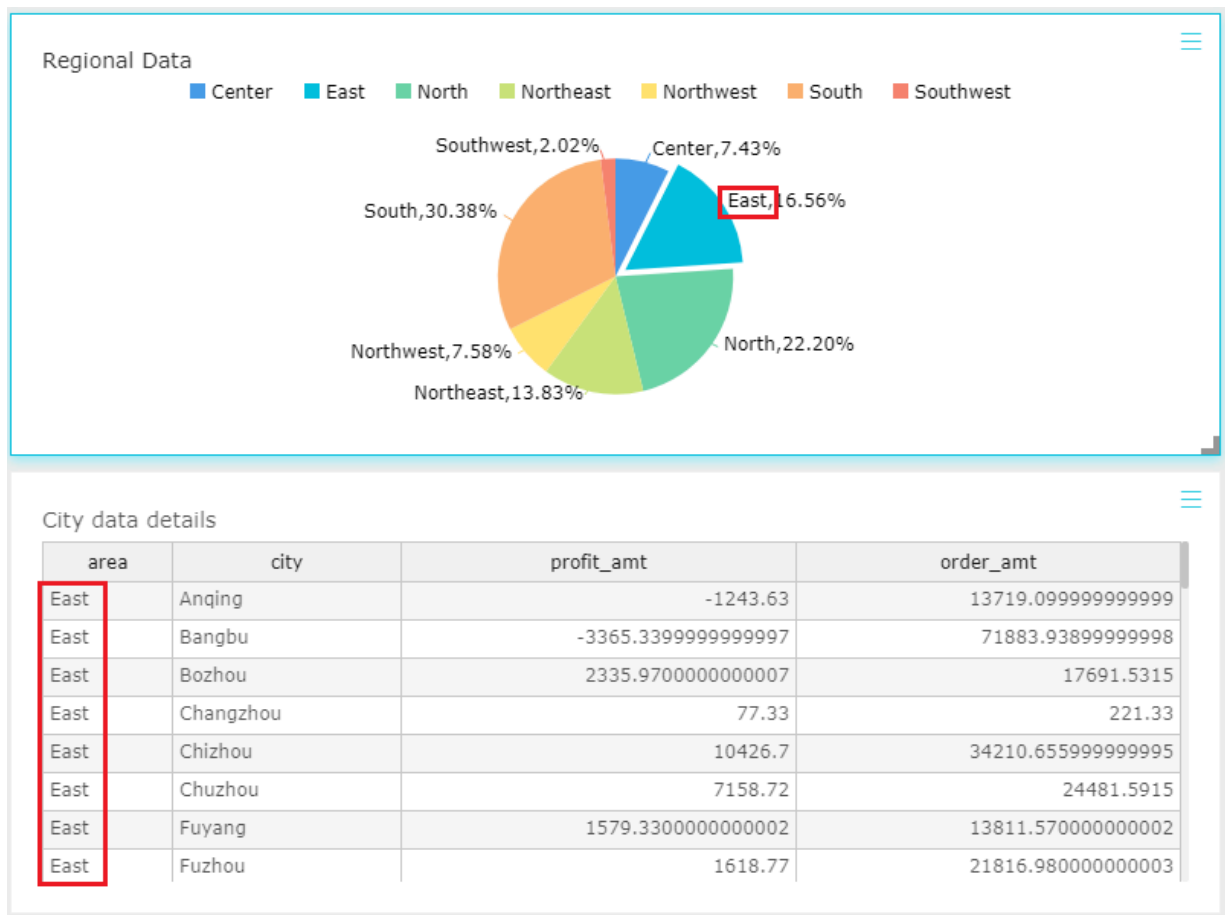 Regional Data
Center East North Northeast Northwest South Southwest
Southwest,2.02% Center,7.43%
South,30.38% East,16.56%
Northwest,7.58% North,22.20%
Northeast,13.83%
City data details
area city profit_amt order_amt
East Anqing -1243.63 13719.099999999999
East Bangbu -3365.3399999999997 71883.93899999998
East Bozhou 2335.9700000000007 17691.5315
East Changzhou 77.33 221.33
East Chizhou 10426.7 34210.655999999995
East Chuzhou 7158.72 24481.5915
East Fuyang 1579.3300000000002 13811.570000000002
East Fuzhou 1618.77 21816.980000000003